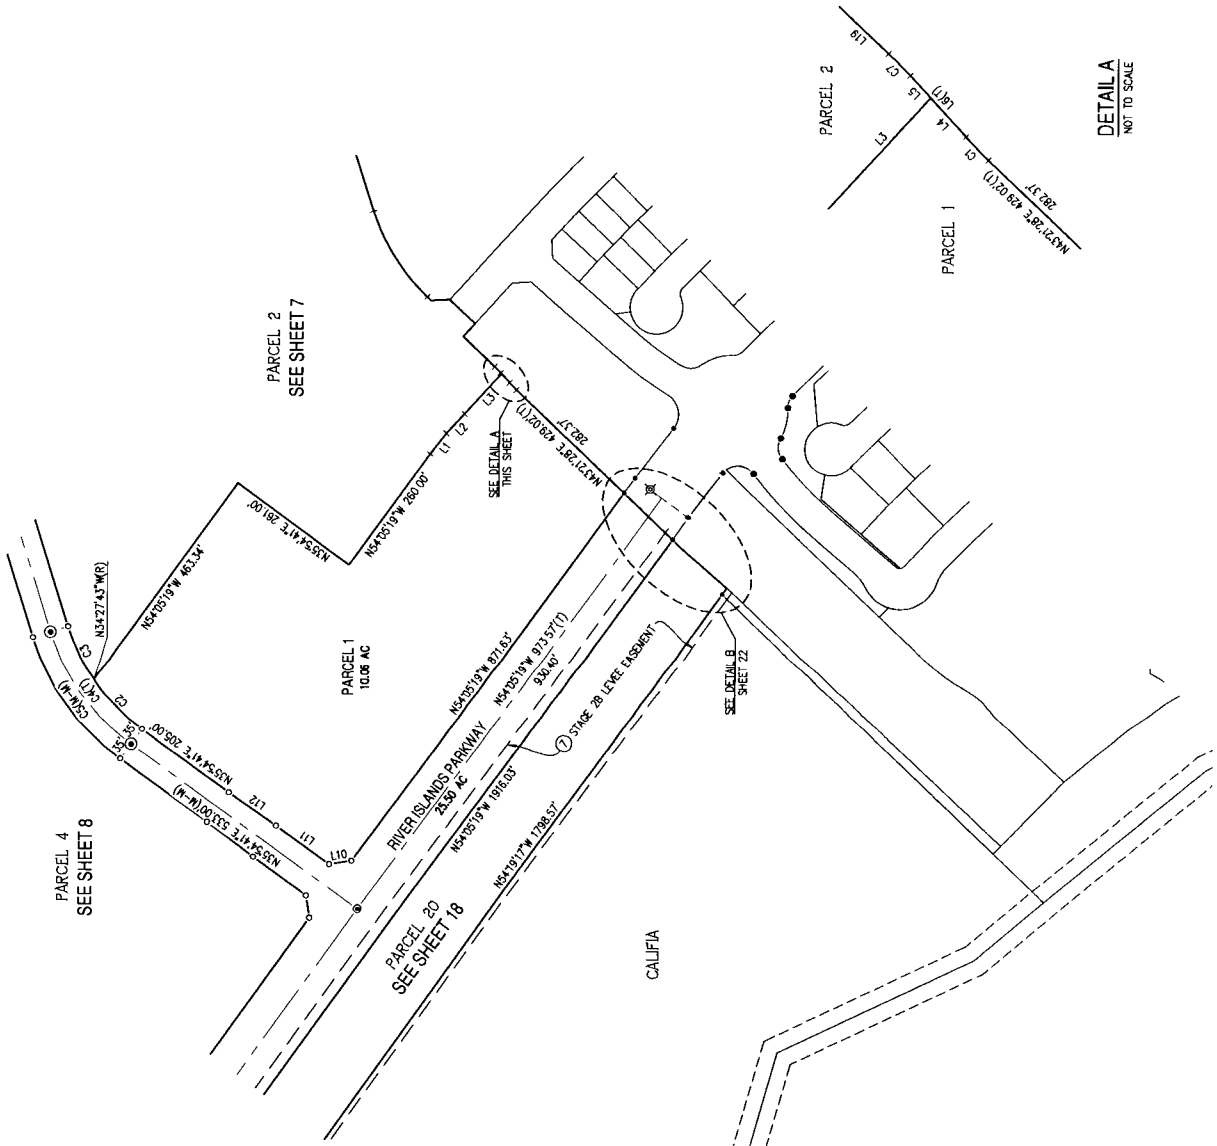 L19
C7
L5
L6(T)
L4
C1
L3
PARCEL 2
PARCEL 1
N43°21'28"E 429.02'(T)
282.37'
DETAIL A
NOT TO SCALE
PARCEL 2
SEE SHEET 7
L3
L2
L1
SEE DETAIL A
THIS SHEET
N43°21'28"E 429.02'(T)
282.37'
N54°05'19"W 260.00'
N35°54'41"E 261.00'
N54°05'19"W 463.34'
N34°27'43"W(R)
C3
C4(T)
C5(M-M)
C2
35'
35'
N35°54'41"E 205.00'
N35°54'41"E 533.00'(M-M)
L12
L11
L10
PARCEL 1
10.06 AC
N54°05'19"W 871.63'
N54°05'19"W 973.57'(T)
930.40'
RIVER ISLANDS PARKWAY
25.50 AC
N54°05'19"W 1916.03'
7 STAGE 2B LEVEE EASEMENT
N54°19'17"W 1798.57'
SEE DETAIL B
SHEET 22
PARCEL 4
SEE SHEET 8
PARCEL 20
SEE SHEET 18
CALIFIA